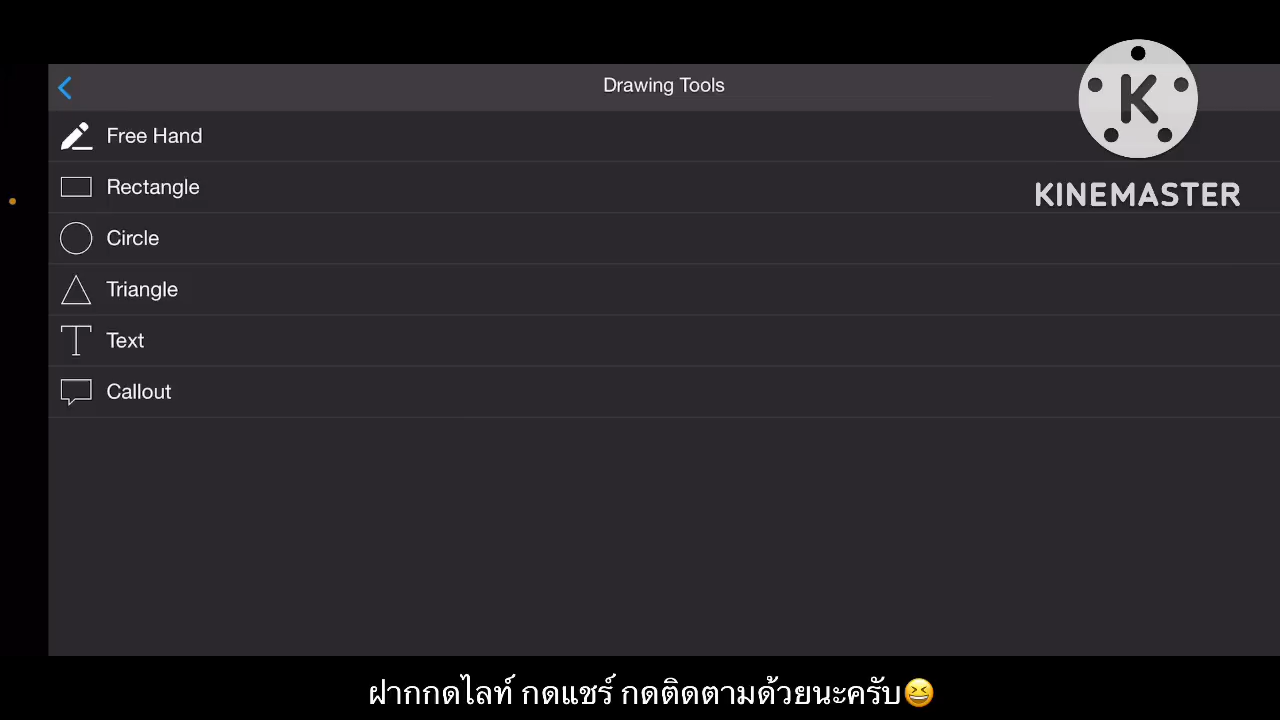 Drawing Tools
Free Hand
Rectangle
Circle
Triangle
Text
Callout
K
KINEMASTER
ฝากกดไลท์ กดแชร์ กดติดตามด้วยนะครับ😆